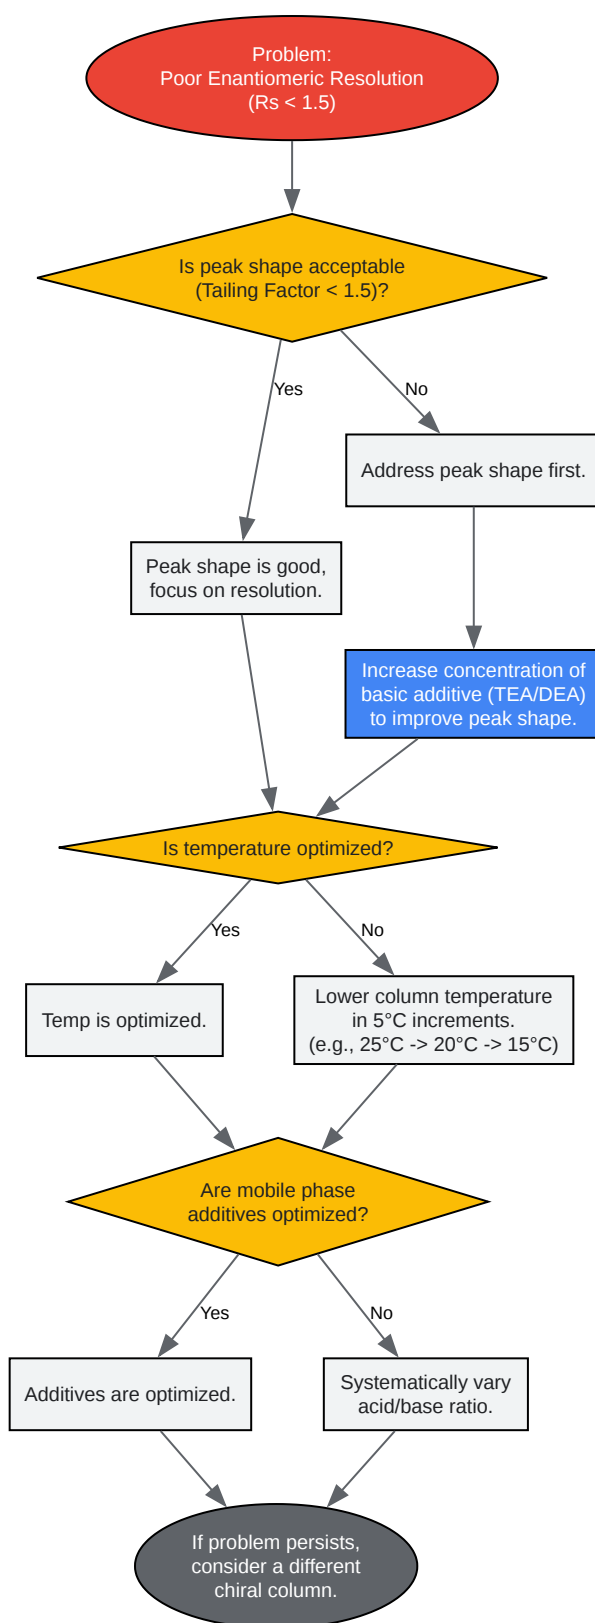 Problem:
Poor Enantiomeric Resolution
(Rs < 1.5)
Is peak shape acceptable
(Tailing Factor < 1.5)?
Yes
No
Address peak shape first.
Peak shape is good,
focus on resolution.
Increase concentration of
basic additive (TEA/DEA)
to improve peak shape.
Is temperature optimized?
Yes
No
Temp is optimized.
Lower column temperature
in 5°C increments.
(e.g., 25°C -> 20°C -> 15°C)
Are mobile phase
additives optimized?
Yes
No
Additives are optimized.
Systematically vary
acid/base ratio.
If problem persists,
consider a different
chiral column.